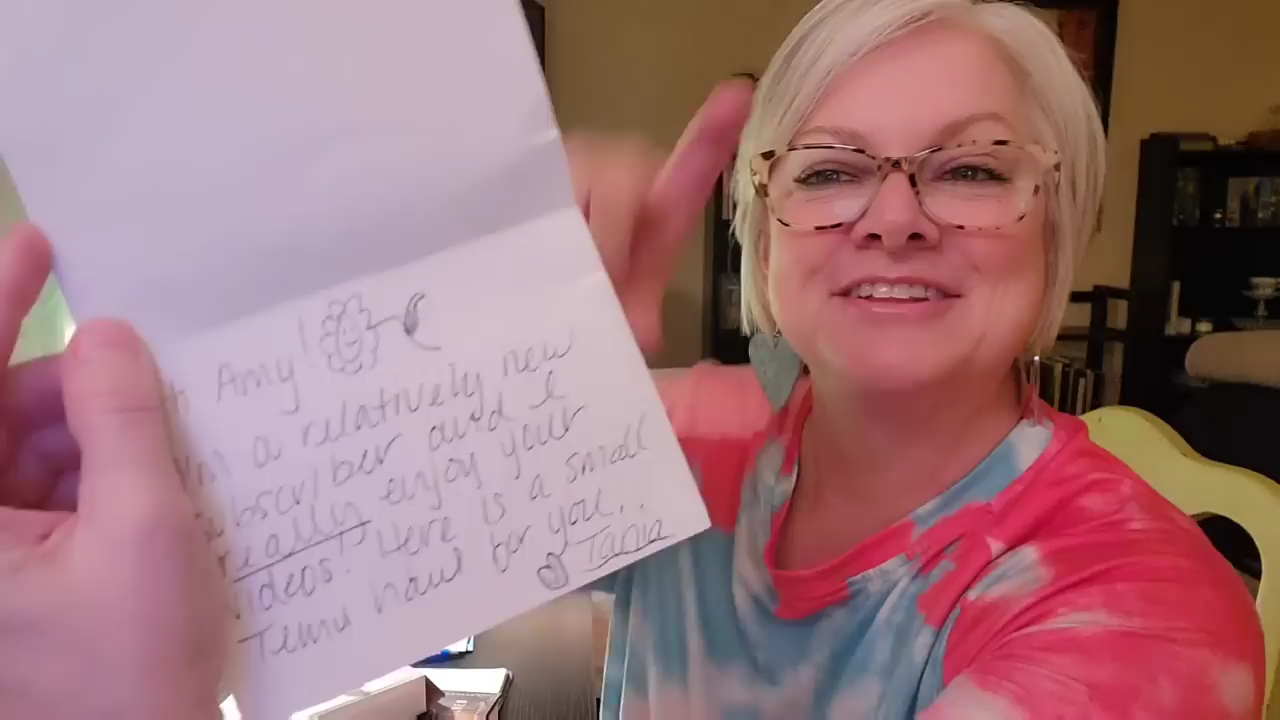 Amy!
I'm a relatively new
subscriber and I
really enjoy your
videos! Here is a small
Temu haul for you.
Tania